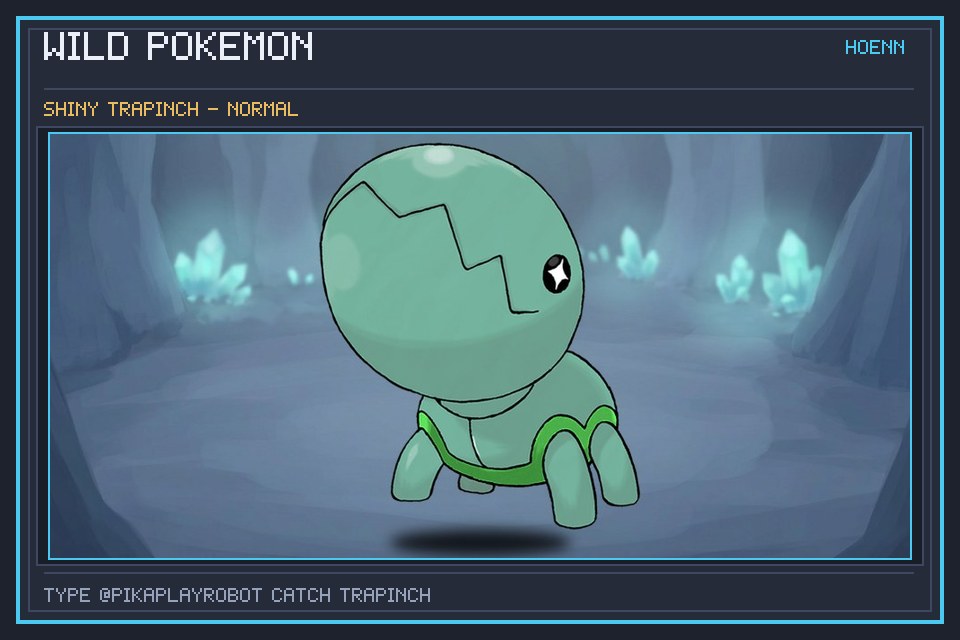 WILD POKEMON
HOENN
SHINY TRAPINCH - NORMAL
TYPE @PIKAPLAYROBOT CATCH TRAPINCH